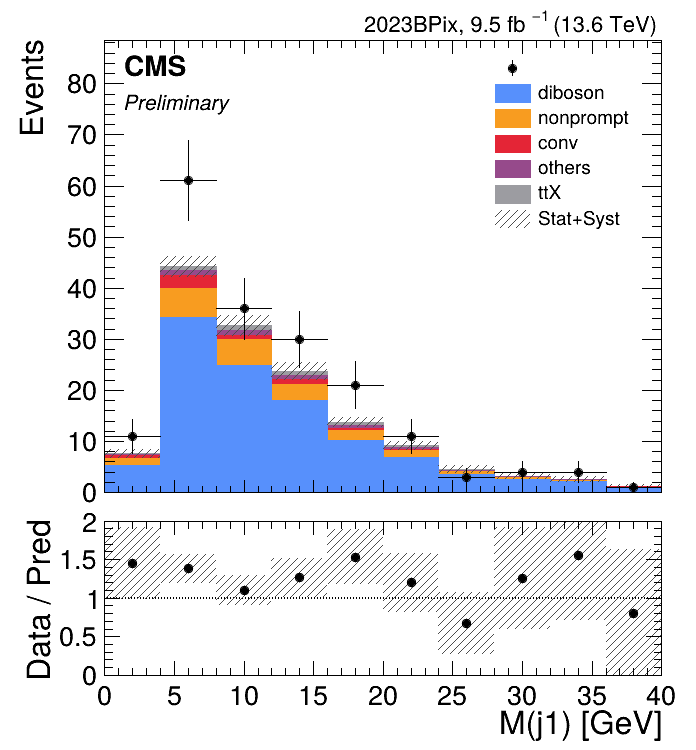 2023BPix, 9.5 fb⁻¹ (13.6 TeV)
CMS
Preliminary
diboson
nonprompt
conv
others
ttX
Stat+Syst
Events
80
70
60
50
40
30
20
10
0
Data / Pred
2
1.5
1
0.5
0
0 5 10 15 20 25 30 35 40
M(j1) [GeV]